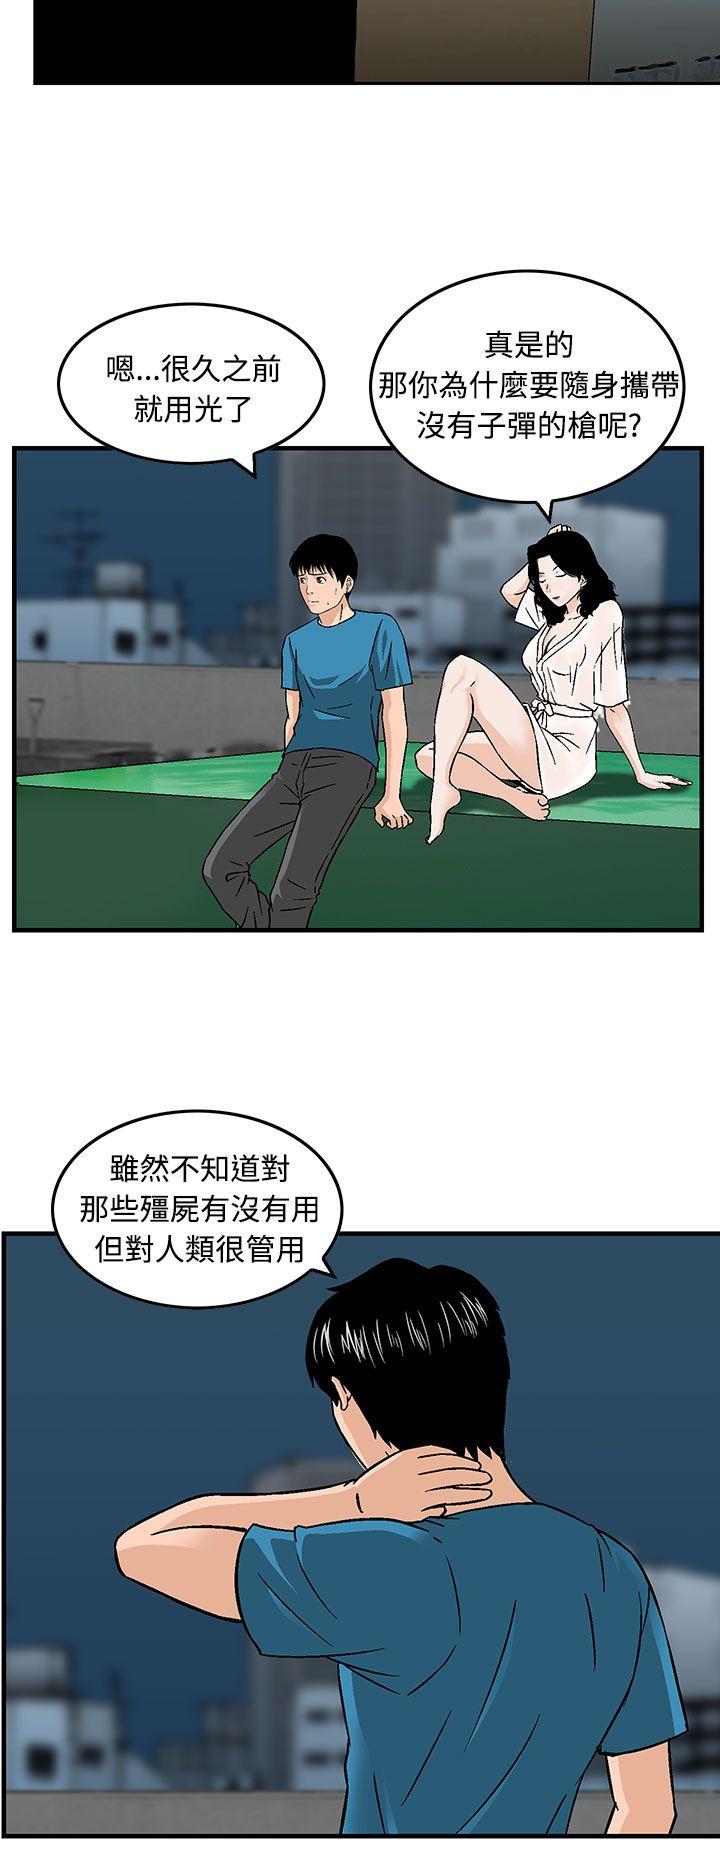 嗯...很久之前
就用光了
真是的
那你為什麼要隨身攜帶
沒有子彈的槍呢?
雖然不知道對
那些殭屍有沒有用
但對人類很管用